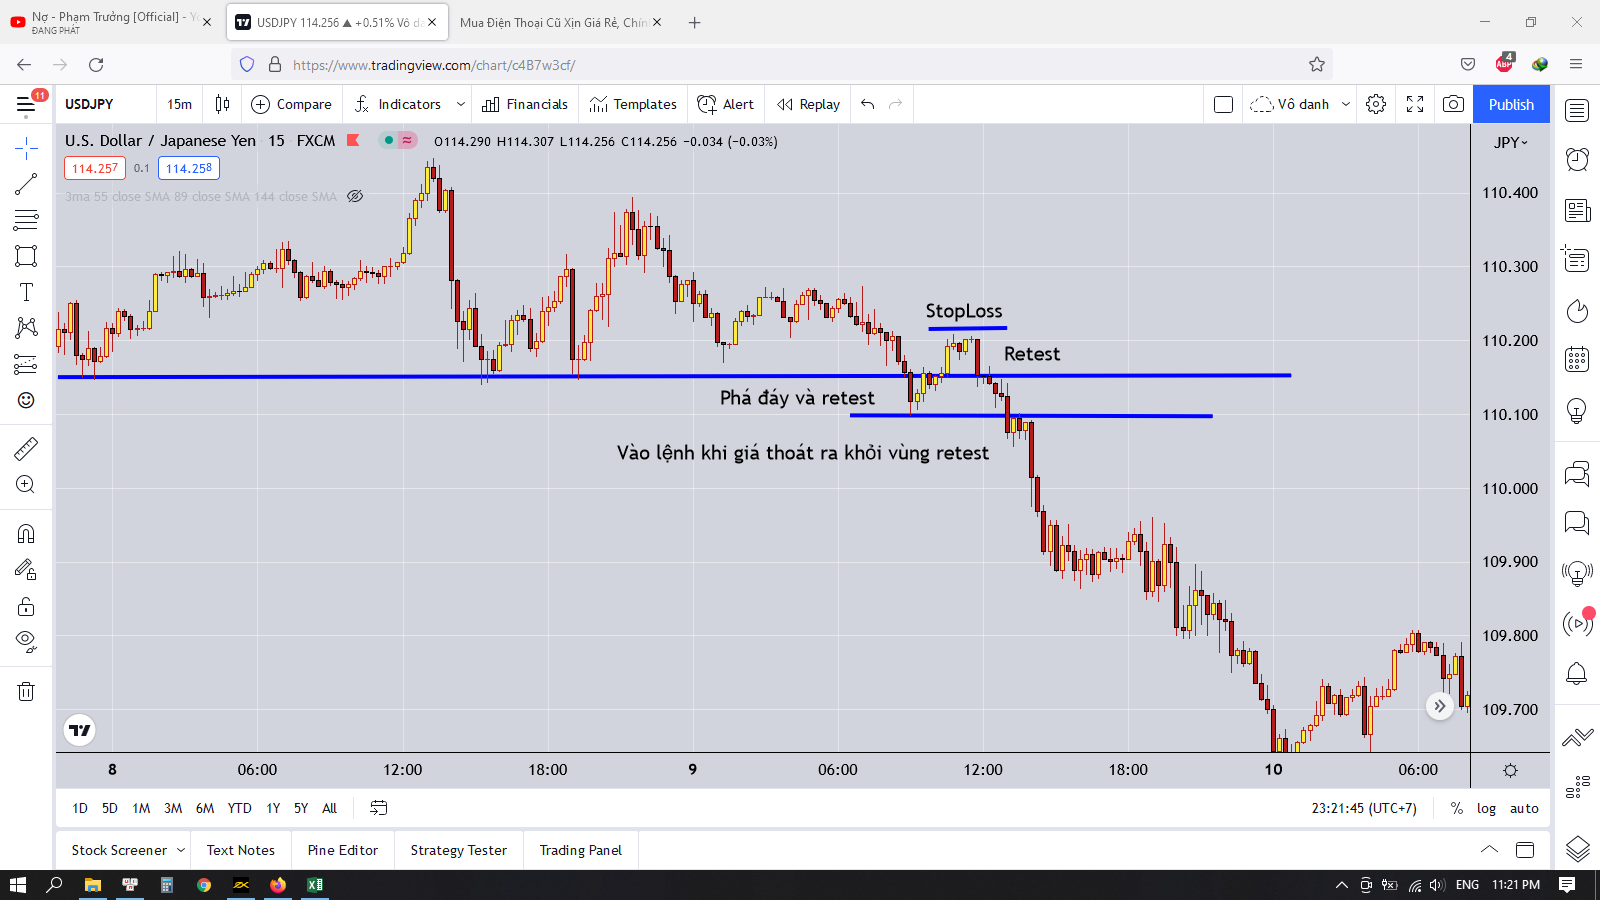 Nợ - Phạm Trưởng [Official] - Y
ĐANG PHÁT
USDJPY 114.256 ▲ +0.51% Vô da
Mua Điện Thoại Cũ Xịn Giá Rẻ, Chín
https://www.tradingview.com/chart/c4B7w3cf/
4
ABP
11
USDJPY
15m
Compare
Indicators
Financials
Templates
Alert
Replay
Vô danh
Publish
U.S. Dollar / Japanese Yen 15 FXCM
O114.290 H114.307 L114.256 C114.256 −0.034 (−0.03%)
JPY
114.257
0.1
114.258
3ma 55 close SMA 89 close SMA 144 close SMA
110.400
110.300
110.200
110.100
110.000
109.900
109.800
109.700
StopLoss
Retest
Phá đáy và retest
Vào lệnh khi giá thoát ra khỏi vùng retest
8
06:00
12:00
18:00
9
06:00
12:00
18:00
10
06:00
1D 5D 1M 3M 6M YTD 1Y 5Y All
23:21:45 (UTC+7)
% log auto
Stock Screener
Text Notes
Pine Editor
Strategy Tester
Trading Panel
ENG
11:21 PM